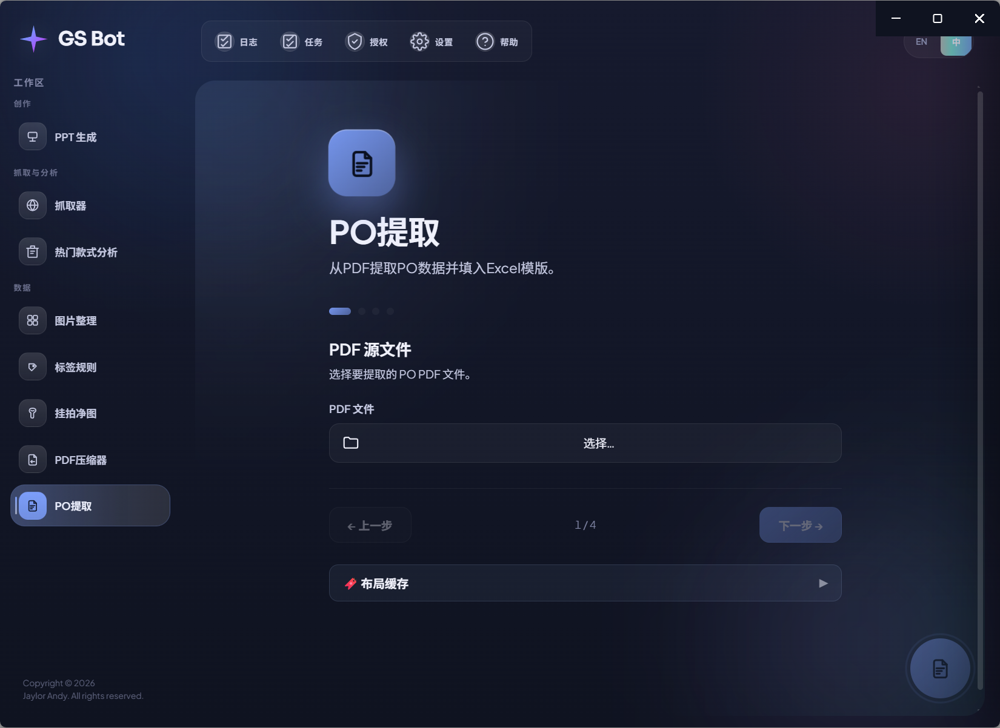 GS Bot
日志
任务
授权
设置
帮助
EN
中
工作区
创作
PPT 生成
抓取与分析
抓取器
热门款式分析
数据
图片整理
标签规则
挂拍净图
PDF压缩器
PO提取
PO提取
从PDF提取PO数据并填入Excel模版。
PDF 源文件
选择要提取的 PO PDF 文件。
PDF 文件
选择...
← 上一步
1 / 4
下一步 →
布局缓存
Copyright © 2026
Jaylor Andy. All rights reserved.